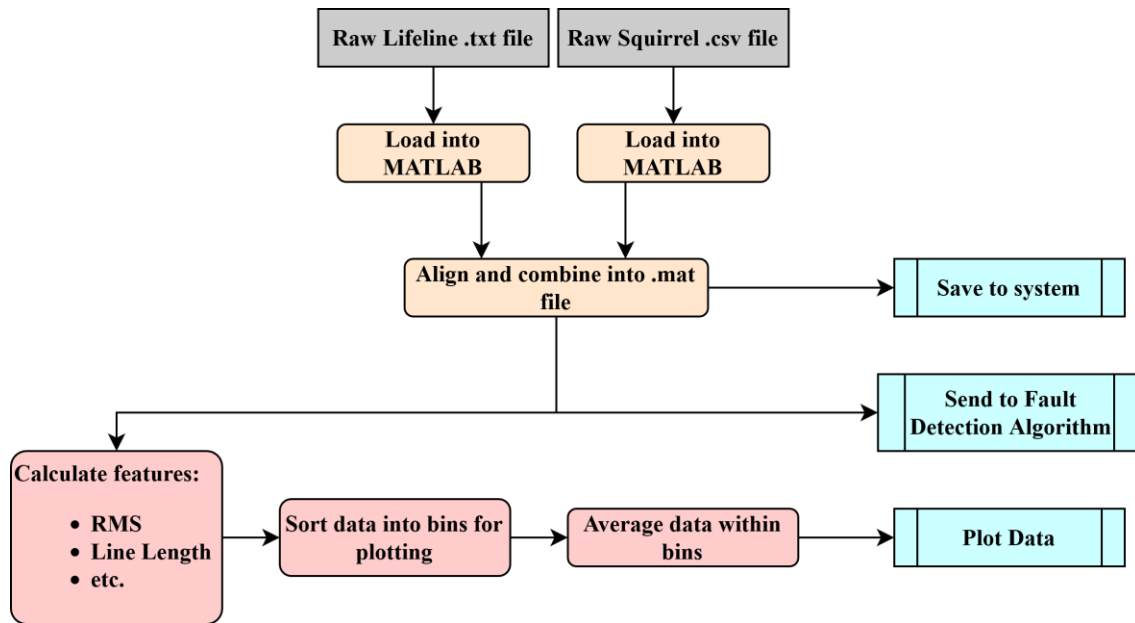 Raw Lifeline .txt file
Raw Squirrel .csv file
Load into
MATLAB
Load into
MATLAB
Align and combine into .mat
file
Save to system
Send to Fault
Detection Algorithm
Calculate features:
• RMS
• Line Length
• etc.
Sort data into bins for
plotting
Average data within
bins
Plot Data